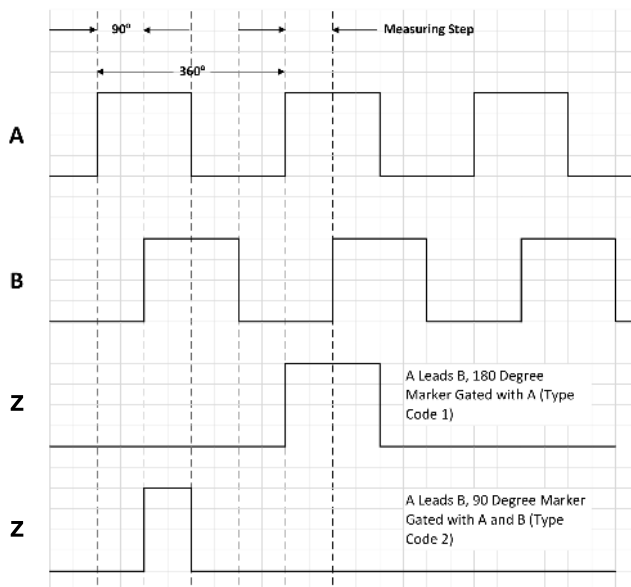 90°
Measuring Step
360°
A
B
Z
A Leads B, 180 Degree
Marker Gated with A (Type
Code 1)
Z
A Leads B, 90 Degree Marker
Gated with A and B (Type
Code 2)